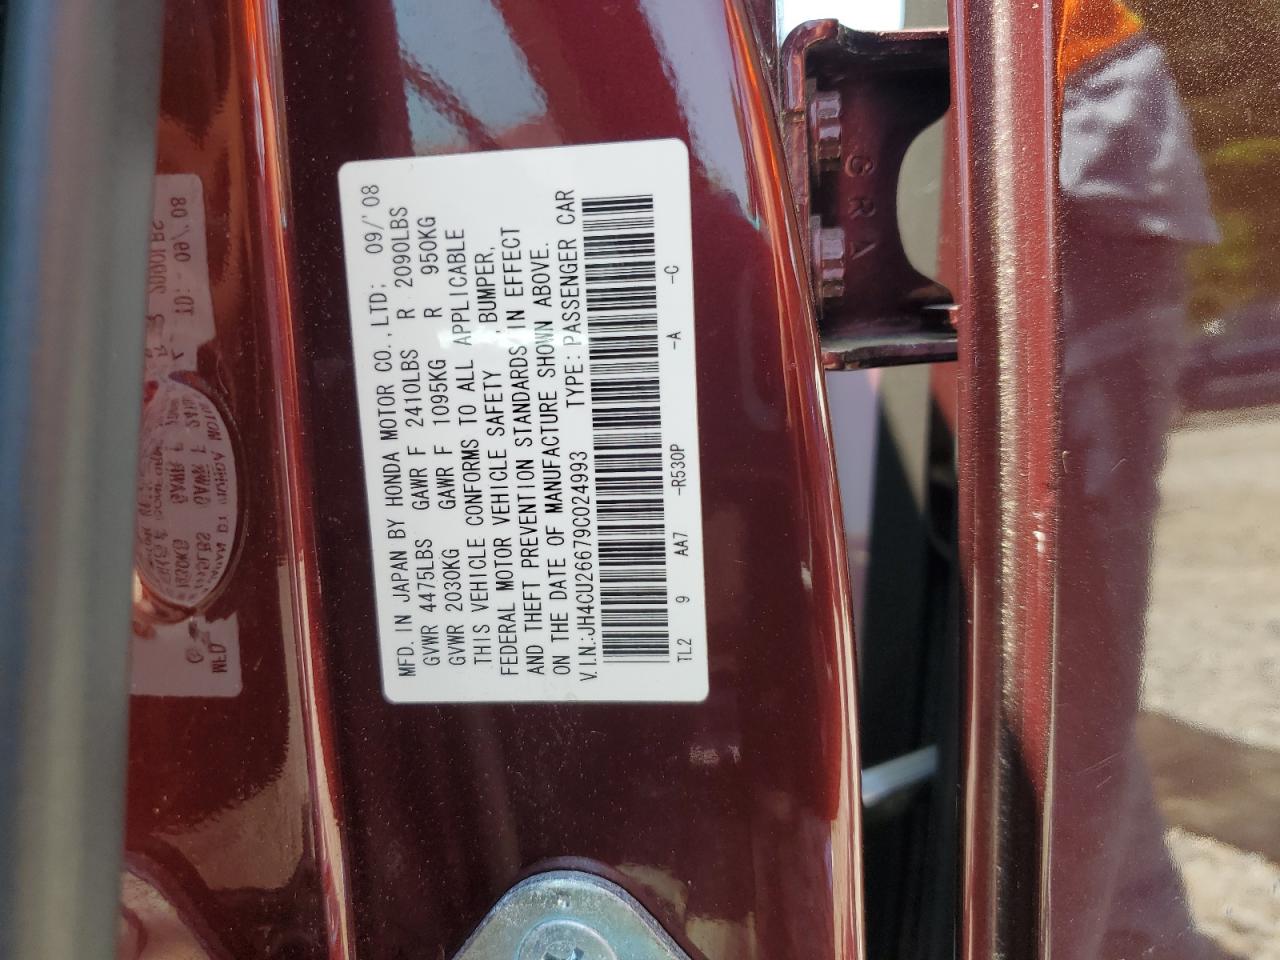 MFD. IN JAPAN BY HONDA MOTOR CO., LTD. 09/'08
GVWR 4475LBS GAWR F 2410LBS R 2090LBS
GVWR 2030KG GAWR F 1095KG R 950KG
THIS VEHICLE CONFORMS TO ALL APPLICABLE
FEDERAL MOTOR VEHICLE SAFETY, BUMPER,
AND THEFT PREVENTION STANDARDS IN EFFECT
ON THE DATE OF MANUFACTURE SHOWN ABOVE.
V.I.N.:JH4CU26679C024993 TYPE:PASSENGER CAR
TL2 9 AA7 -R530P -A -C
GRA